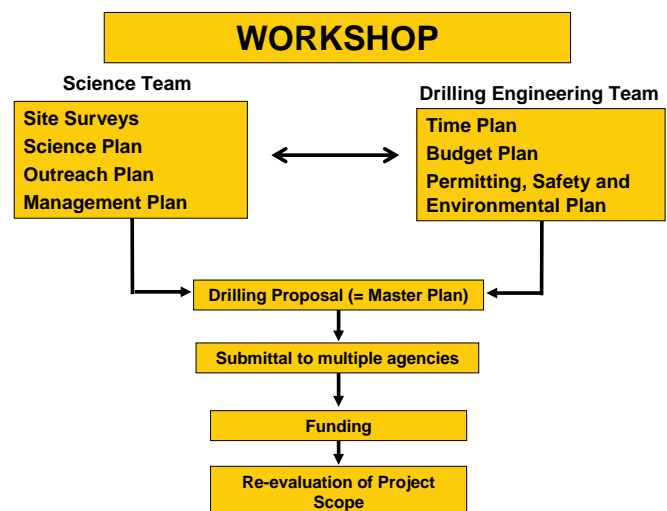 WORKSHOP
Science Team
Site Surveys
Science Plan
Outreach Plan
Management Plan
Drilling Engineering Team
Time Plan
Budget Plan
Permitting, Safety and
Environmental Plan
Drilling Proposal (= Master Plan)
Submittal to multiple agencies
Funding
Re-evaluation of Project
Scope